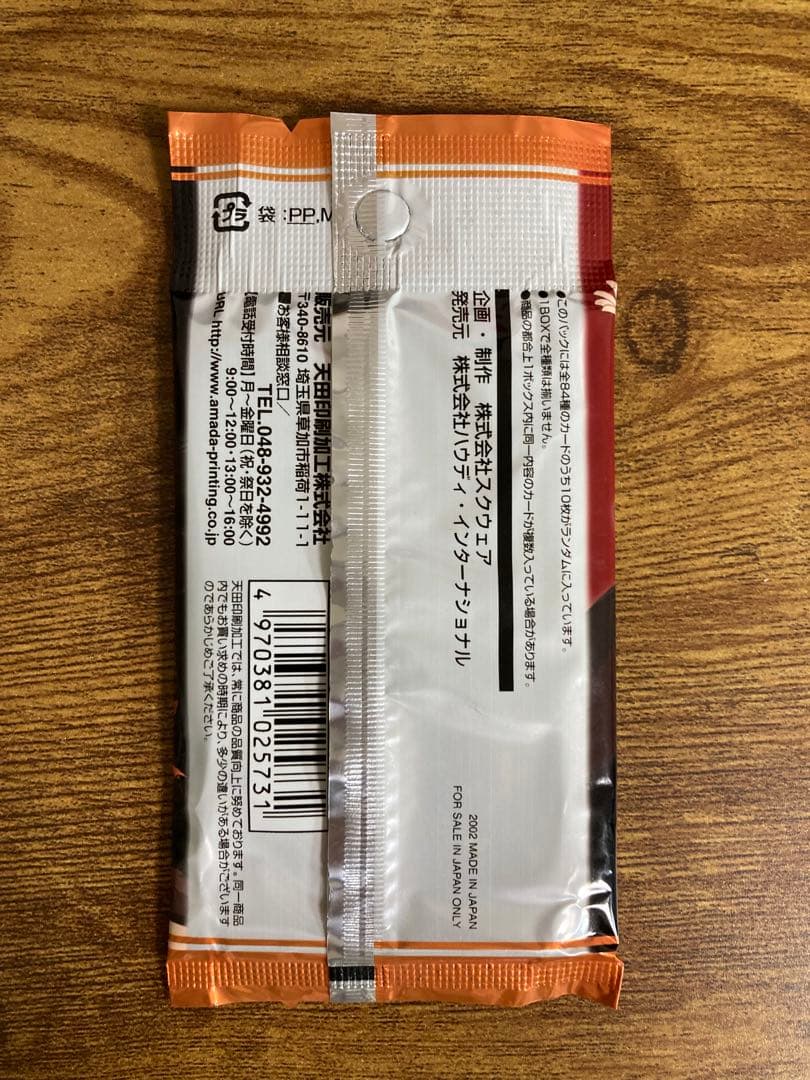 プラ
袋:PP,M
●このパックには全84種のカードのうち10枚がランダムに入っています。
●1BOXで全種類は揃いません。
●商品の都合上1ボックス内に同一内容のカードが複数入っている場合があります。
企画・制作 株式会社スクウェア
発売元 株式会社ハウディ・インターナショナル
2002 MADE IN JAPAN
FOR SALE IN JAPAN ONLY
販売元 天田印刷加工株式会社
〒340-8610 埼玉県草加市稲荷1-11-1
■お客様相談窓口/
TEL.048-932-4992
【電話受付時間】月〜金曜日(祝・祭日を除く)
9:00〜12:00・13:00〜16:00
URL http://www.amada-printing.co.jp
4 970381 025731
天田印刷加工では、常に商品の品質向上に努めております。同一商品
内でもお買い求めの時期により、多少の違いがある場合がございます
のであらかじめご了承ください。